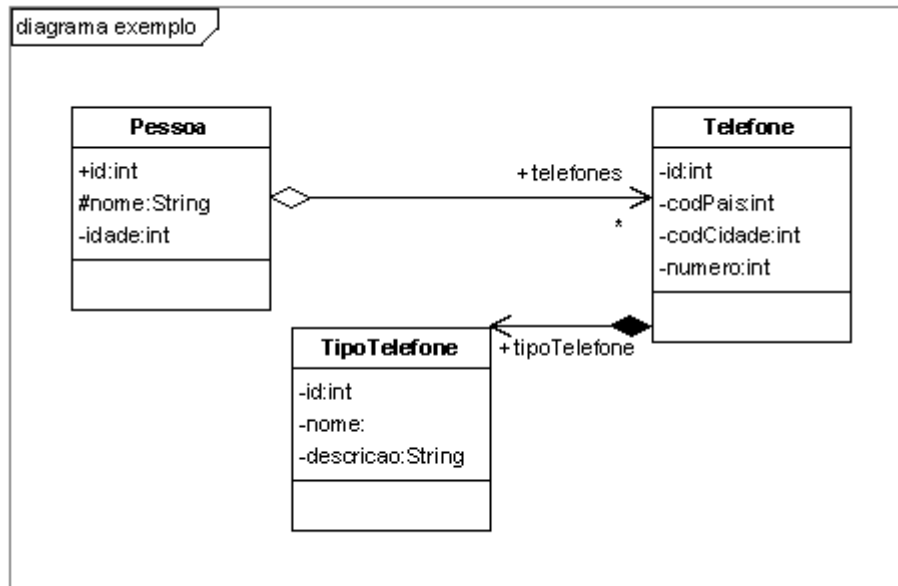 diagrama exemplo
Pessoa
+id:int
#nome:String
-idade:int
+telefones
*
Telefone
-id:int
-codPais:int
-codCidade:int
-numero:int
+tipoTelefone
TipoTelefone
-id:int
-nome:
-descricao:String